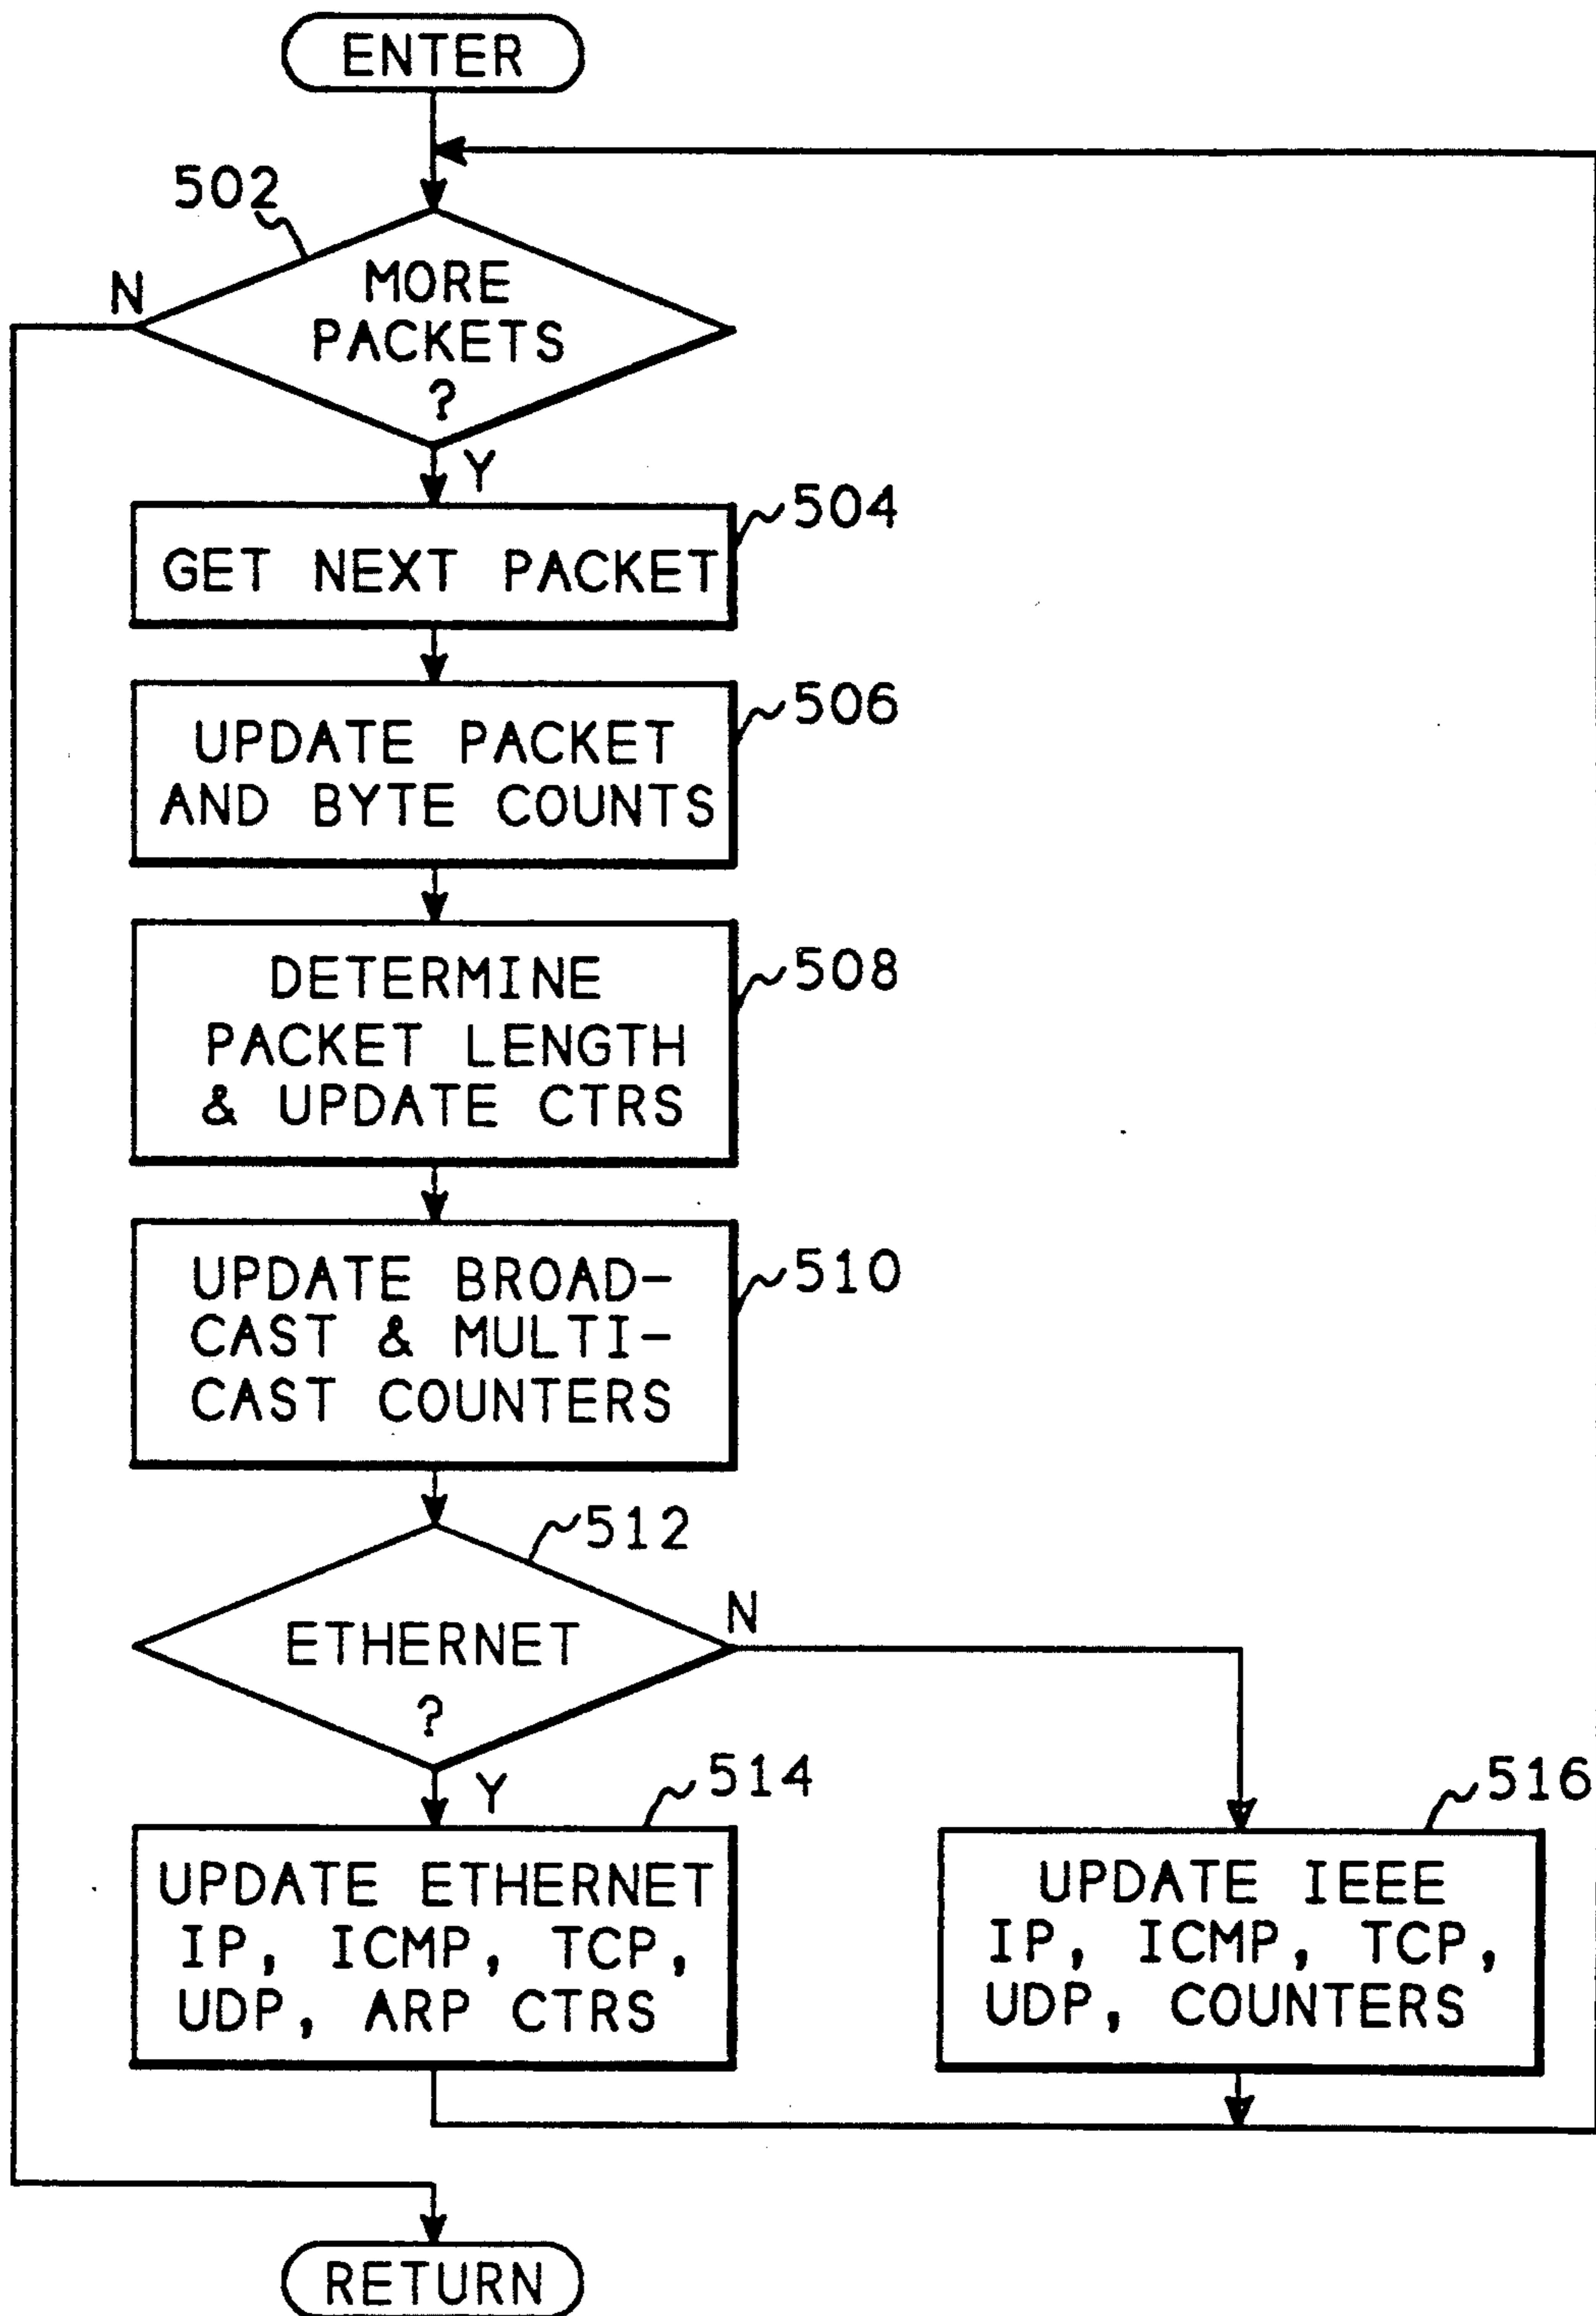 ENTER
502
N
MORE
PACKETS
?
Y
504
GET NEXT PACKET
506
UPDATE PACKET
AND BYTE COUNTS
508
DETERMINE
PACKET LENGTH
& UPDATE CTRS
510
UPDATE BROAD-
CAST & MULTI-
CAST COUNTERS
512
N
ETHERNET
?
Y
514
UPDATE ETHERNET
IP, ICMP, TCP,
UDP, ARP CTRS
516
UPDATE IEEE
IP, ICMP, TCP,
UDP, COUNTERS
RETURN